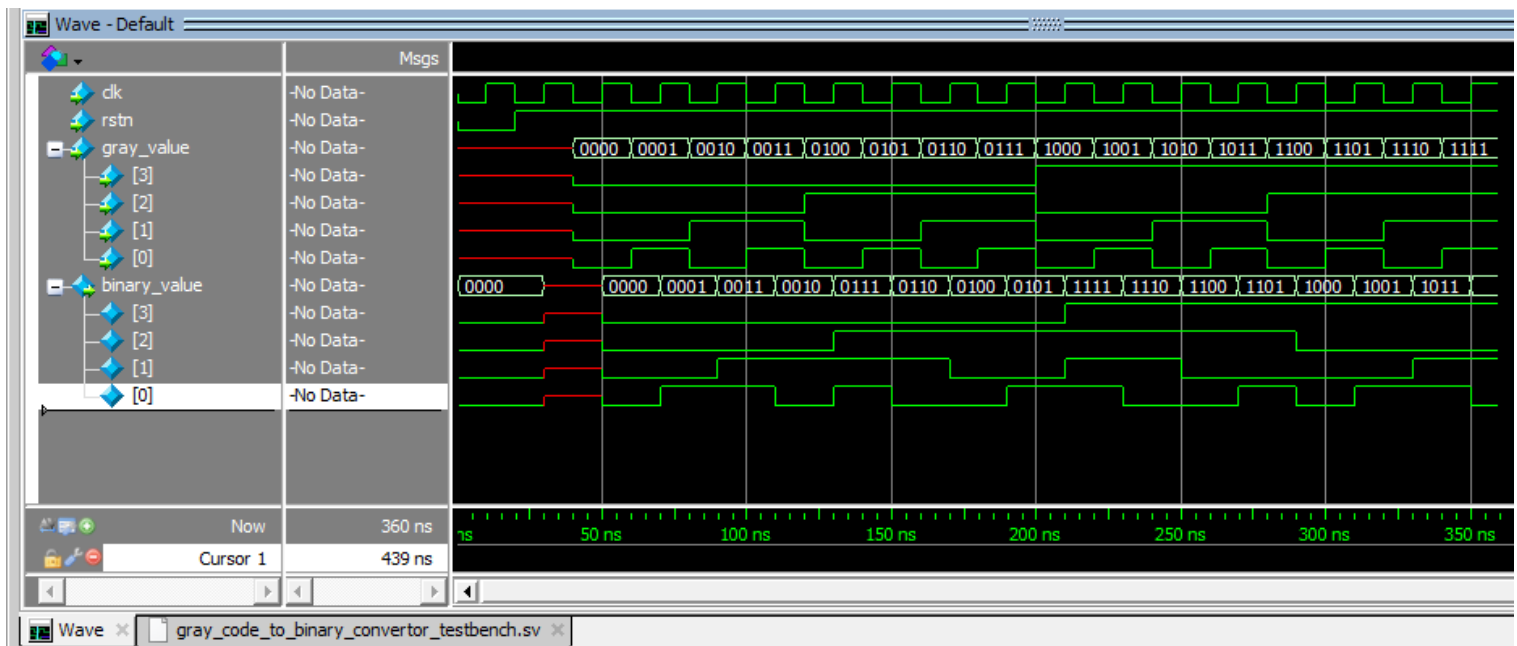 Wave - Default
Msgs
clk -No Data-
rstn -No Data-
gray_value -No Data- 0000 0001 0010 0011 0100 0101 0110 0111 1000 1001 1010 1011 1100 1101 1110 1111
[3] -No Data-
[2] -No Data-
[1] -No Data-
[0] -No Data-
binary_value -No Data- 0000 0000 0001 0011 0010 0111 0110 0100 0101 1111 1110 1100 1101 1000 1001 1011
[3] -No Data-
[2] -No Data-
[1] -No Data-
[0] -No Data-
Now 360 ns ns 50 ns 100 ns 150 ns 200 ns 250 ns 300 ns 350 ns
Cursor 1 439 ns
Wave gray_code_to_binary_convertor_testbench.sv